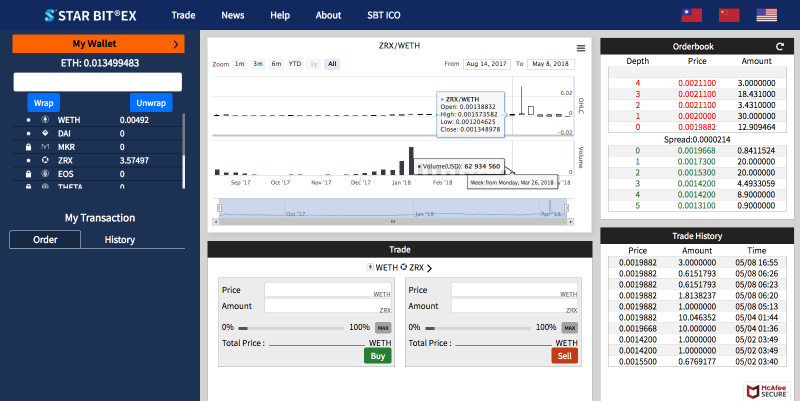 STAR BIT EX Trade News Help About SBT ICO
My Wallet
ETH: 0.013499483
Wrap Unwrap
WETH 0.00492
DAI 0
MKR 0
ZRX 3.57497
EOS 0
THETA 0
My Transaction
Order History
ZRX/WETH
Zoom 1m 3m 6m YTD 1y All From Aug 14, 2017 To May 8, 2018
ZRX/WETH
Open: 0.00138832
High: 0.001573582
Low: 0.001204625
Close: 0.001348978
0.02
0
-0.02
OHLC
Volume(USD): 62 934 560
Volume
Week from Monday, Mar 26, 2018
Sep '17 Oct '17 Nov '17 Dec '17 Jan '18 Feb '18 May '18
Oct '17 Jan '18 Apr '18
Trade
WETH ZRX
Price WETH
Amount ZRX
0% 100% MAX
Total Price : WETH
Buy
Price WETH
Amount ZRX
0% 100% MAX
Total Price : WETH
Sell
Orderbook
Depth Price Amount
4 0.0021100 3.0000000
3 0.0021100 18.431000
2 0.0021100 3.4310000
1 0.0020000 30.000000
0 0.0019882 12.909464
Spread:0.0000214
0 0.0019668 0.8411524
1 0.0017300 20.000000
2 0.0015300 20.000000
3 0.0014200 4.4933059
4 0.0014200 8.9000000
5 0.0013100 0.9000000
Trade History
Price Amount Time
0.0019882 3.0000000 05/08 16:55
0.0019882 0.6151793 05/08 06:26
0.0019882 0.6151793 05/08 06:23
0.0019882 1.8138237 05/08 06:20
0.0019882 1.0000000 05/08 05:13
0.0019882 10.046352 05/04 01:44
0.0019668 10.000000 05/04 01:36
0.0014200 1.0000000 05/02 03:49
0.0014200 1.0000000 05/02 03:49
0.0015500 0.6769177 05/02 03:40
McAfee
SECURE